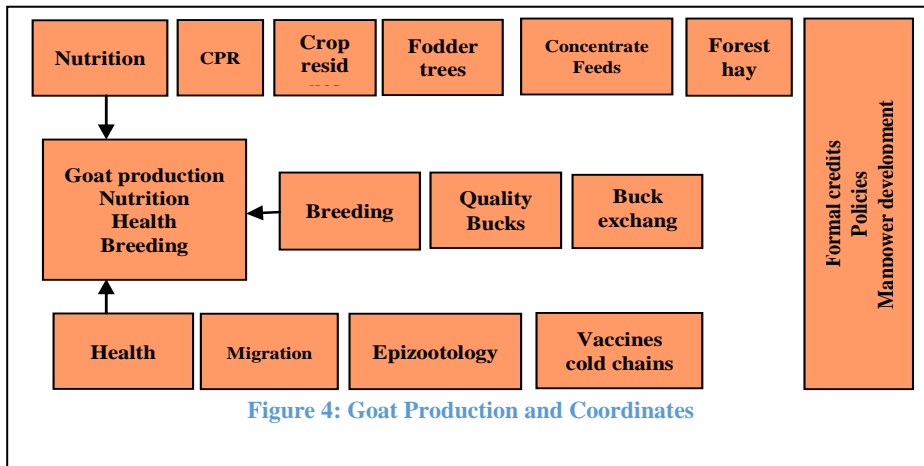 Nutrition
CPR
Crop
resid
Fodder
trees
Concentrate
Feeds
Forest
hay
Goat production
Nutrition
Health
Breeding
Breeding
Quality
Bucks
Buck
exchang
Health
Migration
Epizootology
Vaccines
cold chains
Formal credits
Policies
Manpower development
Figure 4: Goat Production and Coordinates